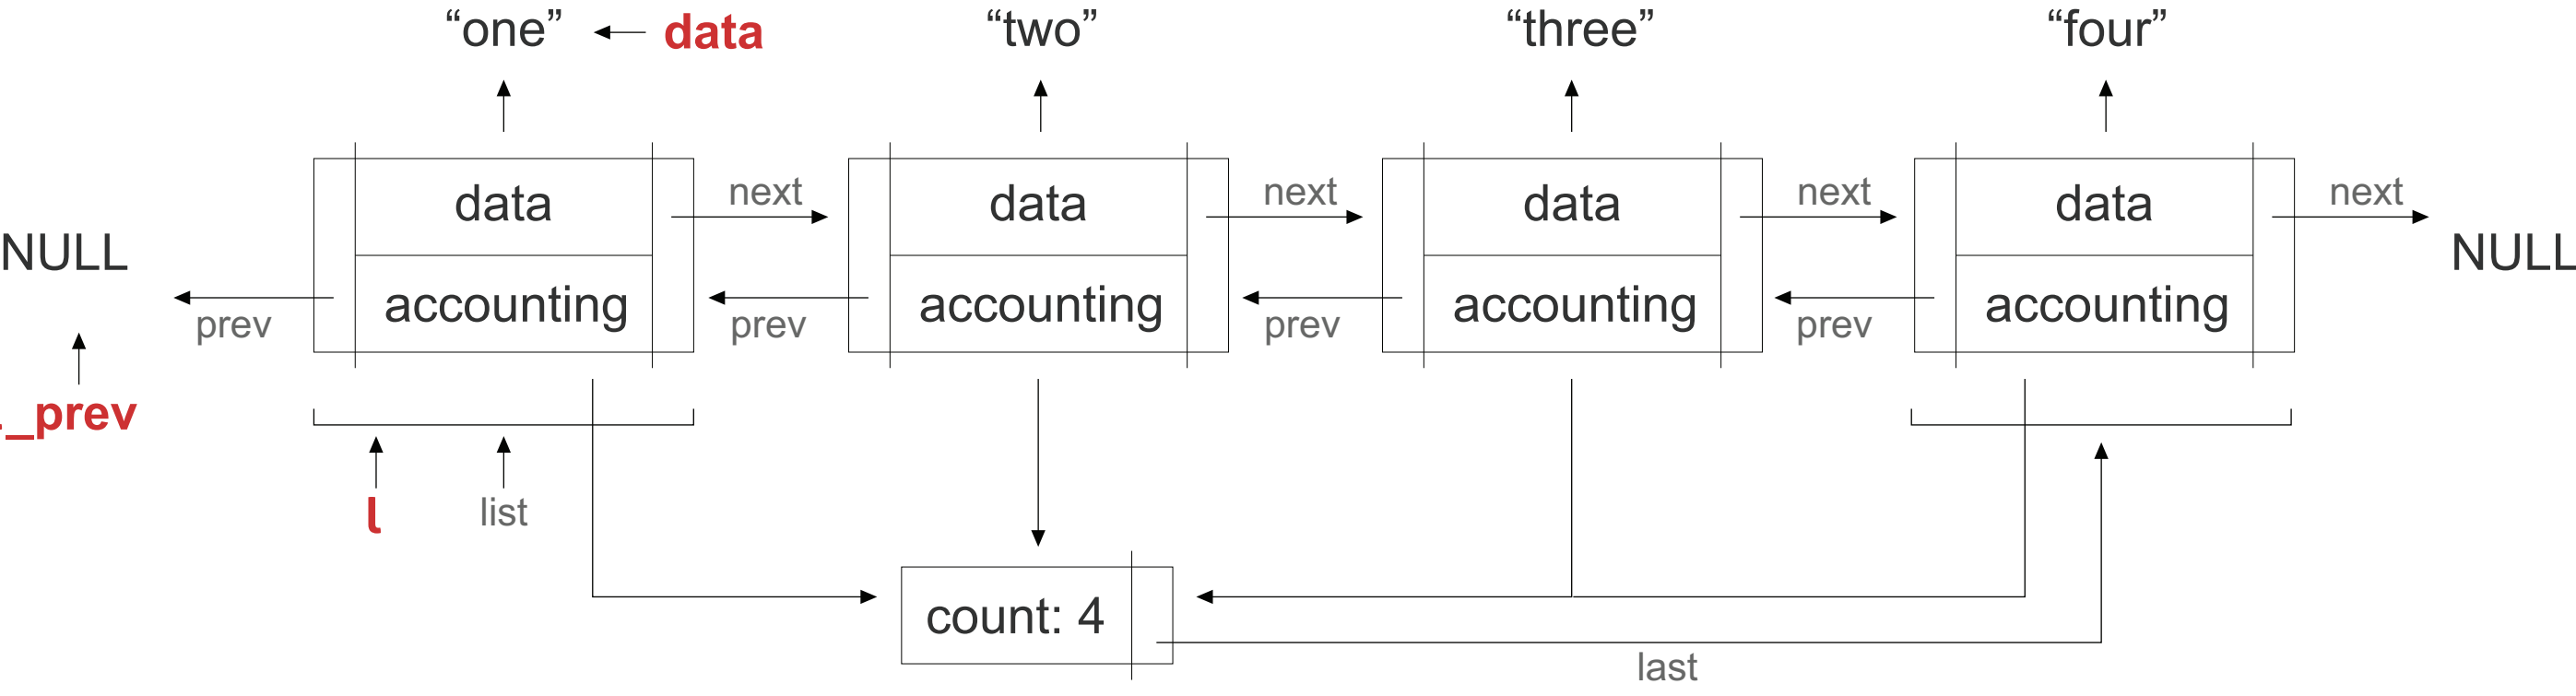 “one” data “two” “three” “four”
data next data next data next data next
NULL NULL
accounting accounting accounting accounting
prev prev prev prev
_prev
l list
count: 4
last